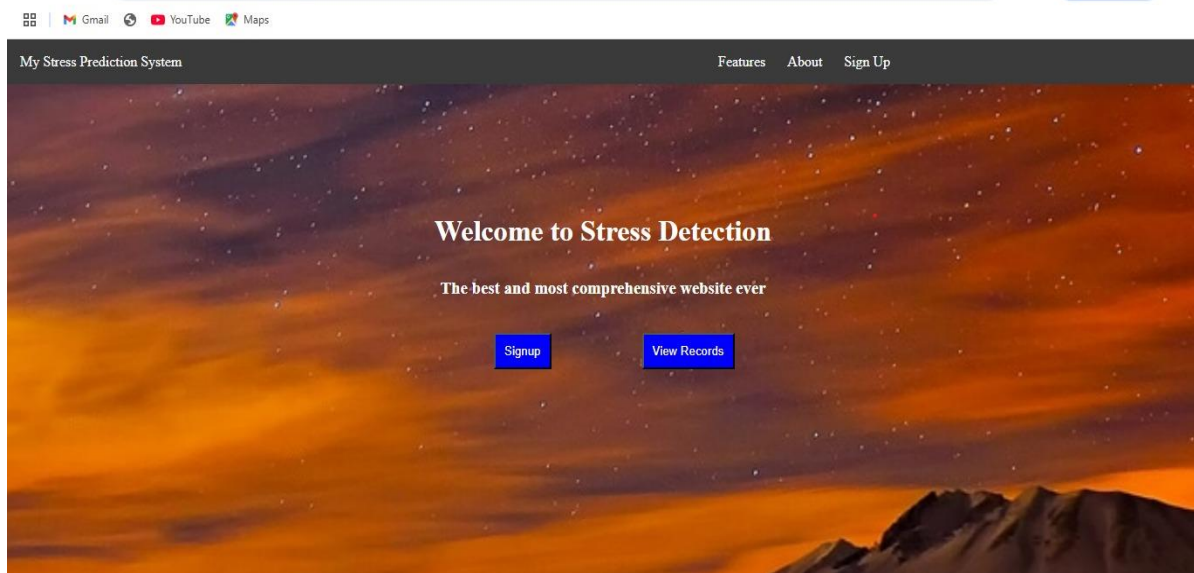 Gmail YouTube Maps
My Stress Prediction System Features About Sign Up
Welcome to Stress Detection
The best and most comprehensive website ever
Signup View Records